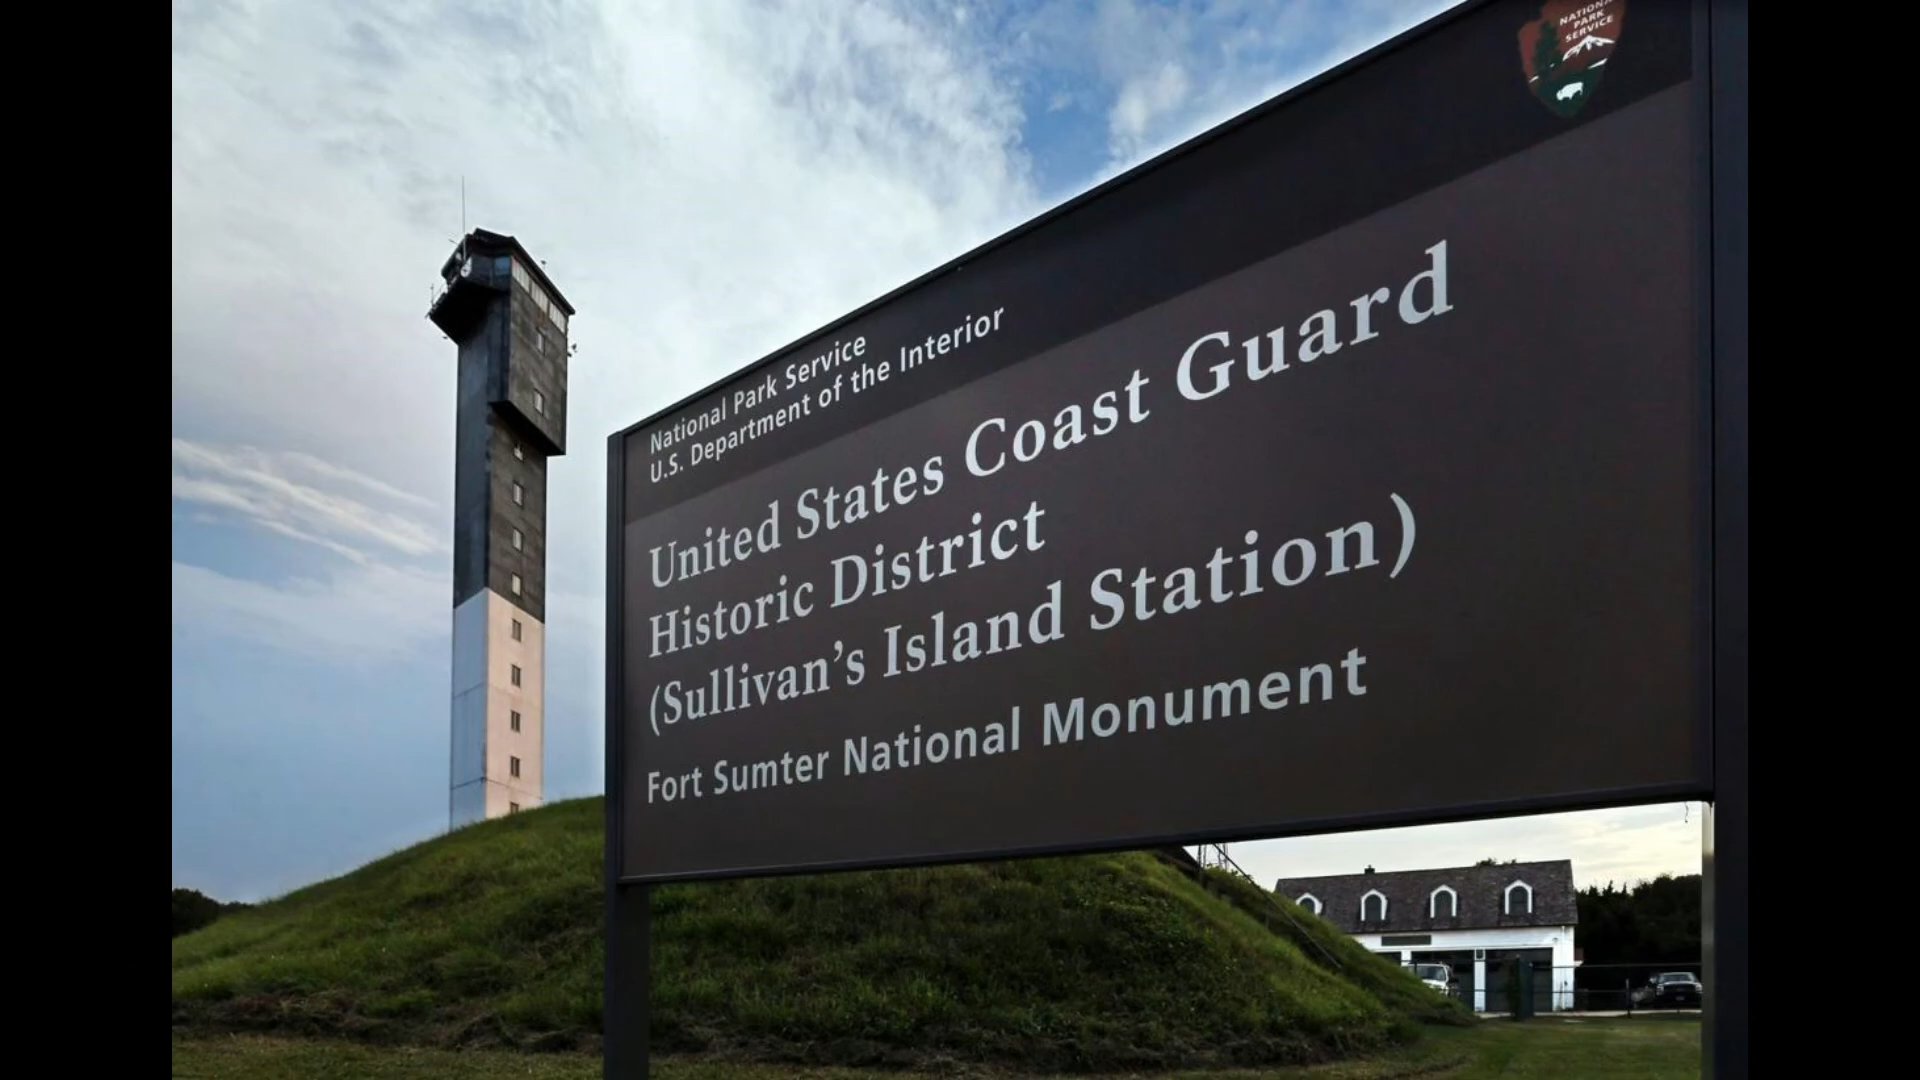 NATIONAL
PARK
SERVICE
National Park Service
U.S. Department of the Interior
United States Coast Guard
Historic District
(Sullivan’s Island Station)
Fort Sumter National Monument